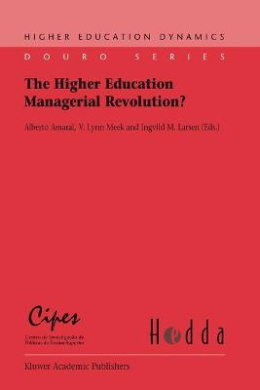 HIGHER EDUCATION DYNAMICS
DOURO SERIES
The Higher Education
Managerial Revolution?
Alberto Amaral, V. Lynn Meek and Ingvild M. Larsen (Eds.)
Cipes
Centro de Investigação de
Políticas do Ensino Superior
Hedda
Kluwer Academic Publishers